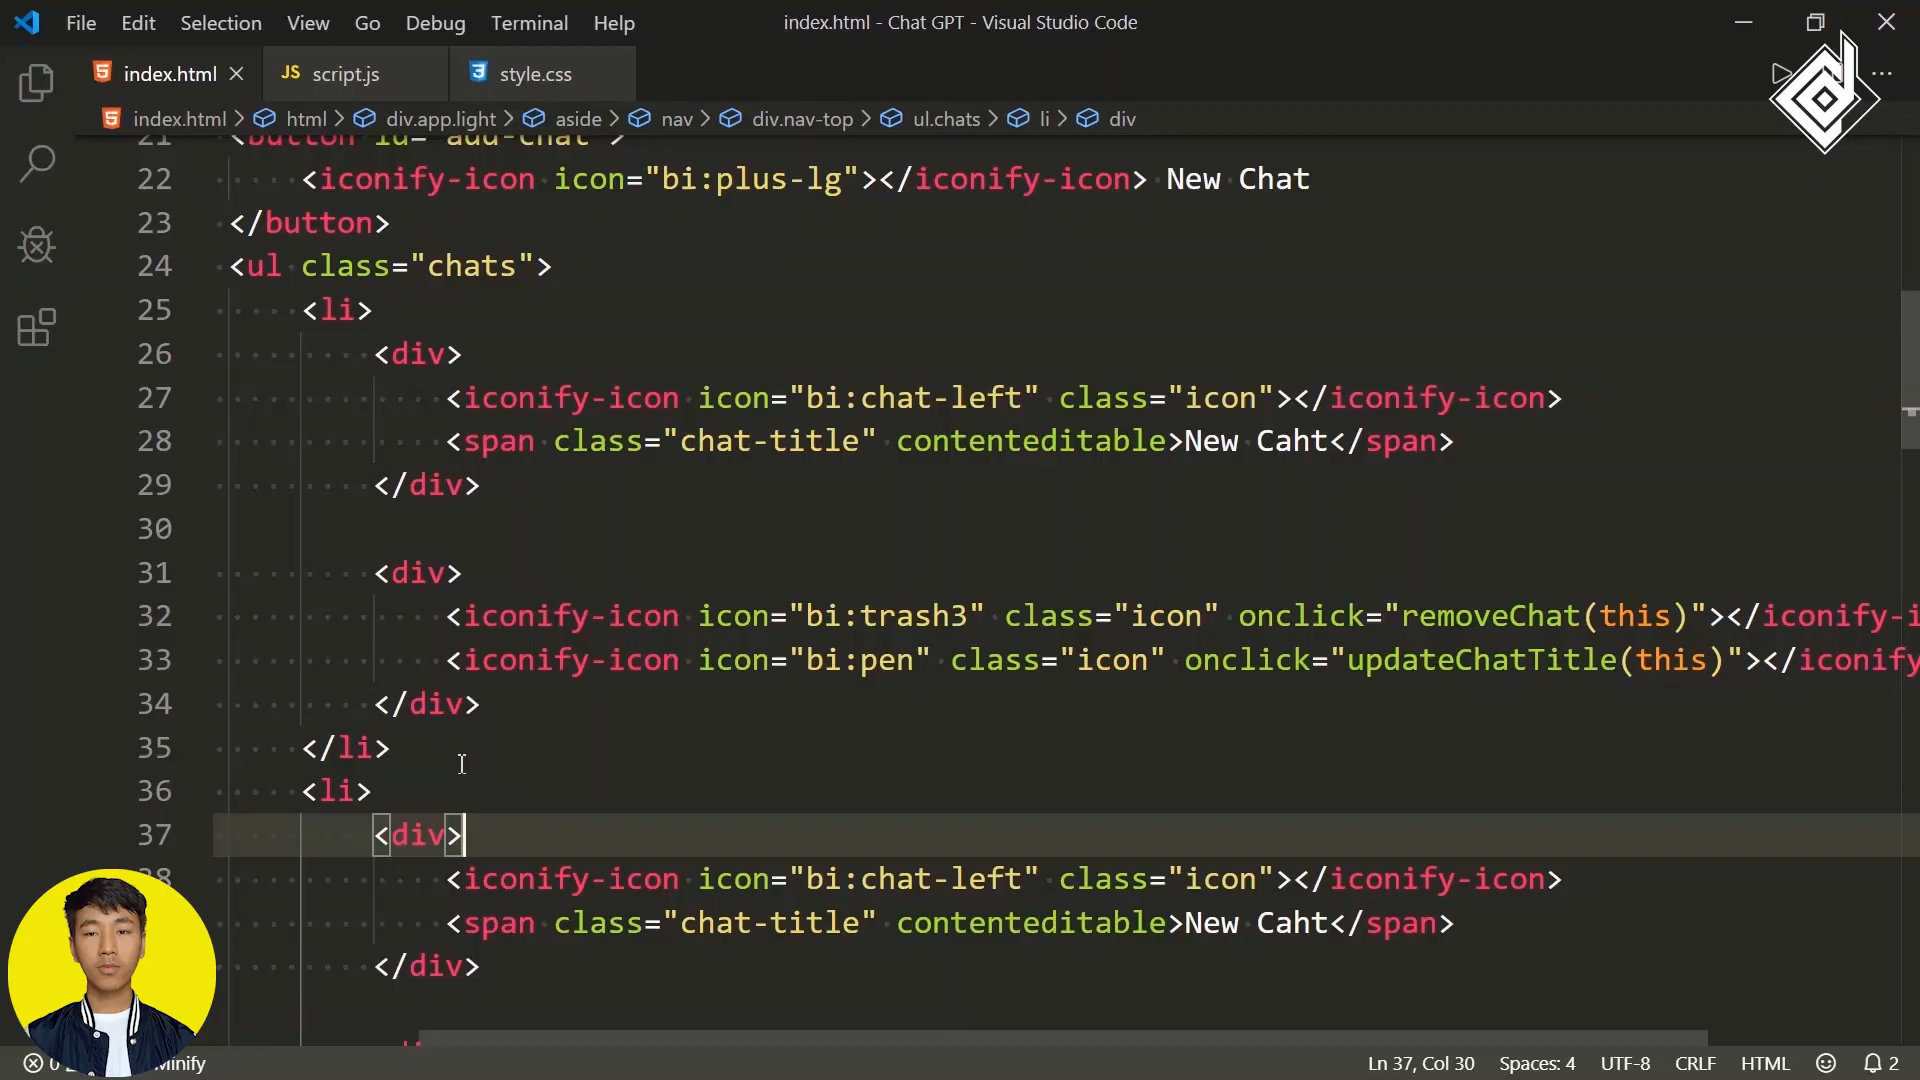 File Edit Selection View Go Debug Terminal Help index.html - Chat GPT - Visual Studio Code
index.html JS script.js style.css
index.html > html > div.app.light > aside > nav > div.nav-top > ul.chats > li > div
21 <button id="add-chat">
22 <iconify-icon icon="bi:plus-lg"></iconify-icon> New Chat
23 </button>
24 <ul class="chats">
25 <li>
26 <div>
27 <iconify-icon icon="bi:chat-left" class="icon"></iconify-icon>
28 <span class="chat-title" contenteditable>New Caht</span>
29 </div>
30
31 <div>
32 <iconify-icon icon="bi:trash3" class="icon" onclick="removeChat(this)"></iconify-i
33 <iconify-icon icon="bi:pen" class="icon" onclick="updateChatTitle(this)"></iconify
34 </div>
35 </li>
36 <li>
37 <div>
38 <iconify-icon icon="bi:chat-left" class="icon"></iconify-icon>
<span class="chat-title" contenteditable>New Caht</span>
</div>
0 Minify Ln 37, Col 30 Spaces: 4 UTF-8 CRLF HTML 2